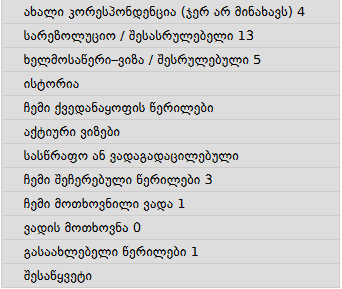 ახალი კორესპონდენცია (ჯერ არ მინახავს) 4
სარეზოლუციო / შესასრულებელი 13
ხელმოსაწერი–ვიზა / შესრულებული 5
ისტორია
ჩემი ქვედანაყოფის წერილები
აქტიური ვიზები
სასწრაფო ან ვადაგადაცილებული
ჩემი შეჩერებული წერილები 3
ჩემი მოთხოვნილი ვადა 1
ვადის მოთხოვნა 0
გასაახლებელი წერილები 1
შესაწყვეტი